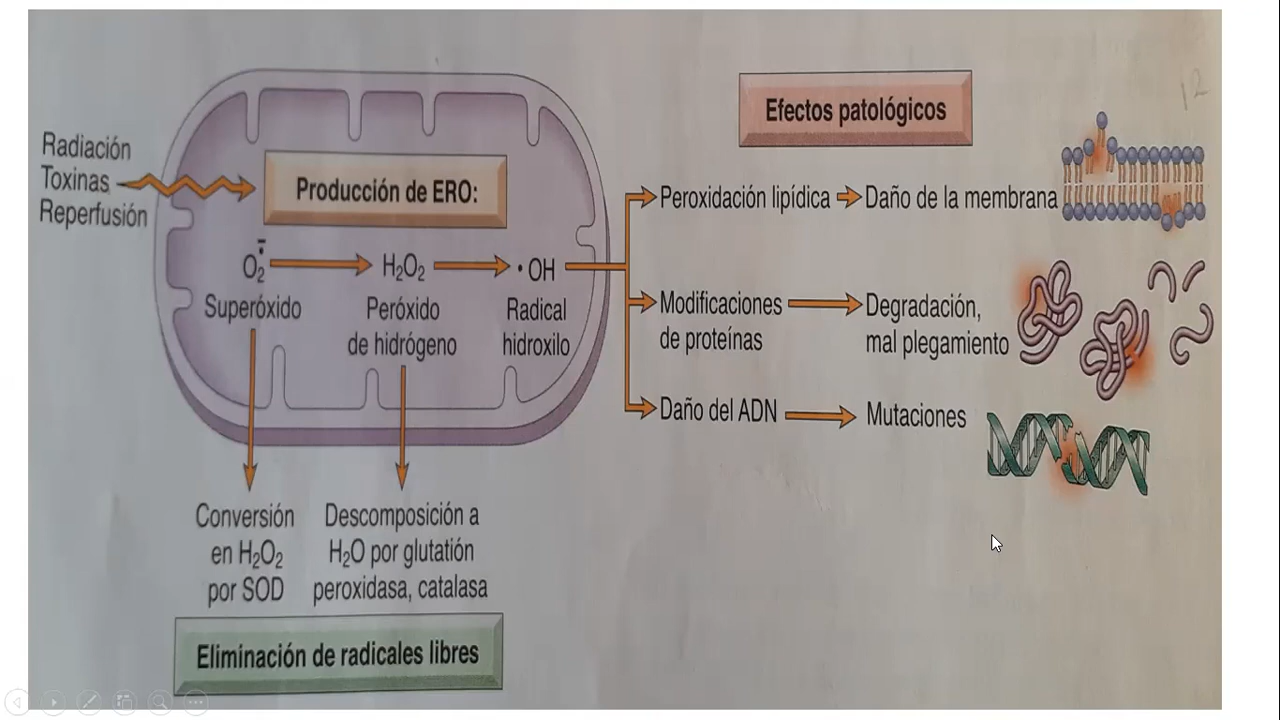 Efectos patológicos
12
Radiación
Toxinas
Reperfusión
Producción de ERO:
O₂•̄
H₂O₂
• OH
Superóxido
Peróxido
de hidrógeno
Radical
hidroxilo
Peroxidación lipídica
Daño de la membrana
Modificaciones
de proteínas
Degradación,
mal plegamiento
Daño del ADN
Mutaciones
Conversión
en H₂O₂
por SOD
Descomposición a
H₂O por glutatión
peroxidasa, catalasa
Eliminación de radicales libres